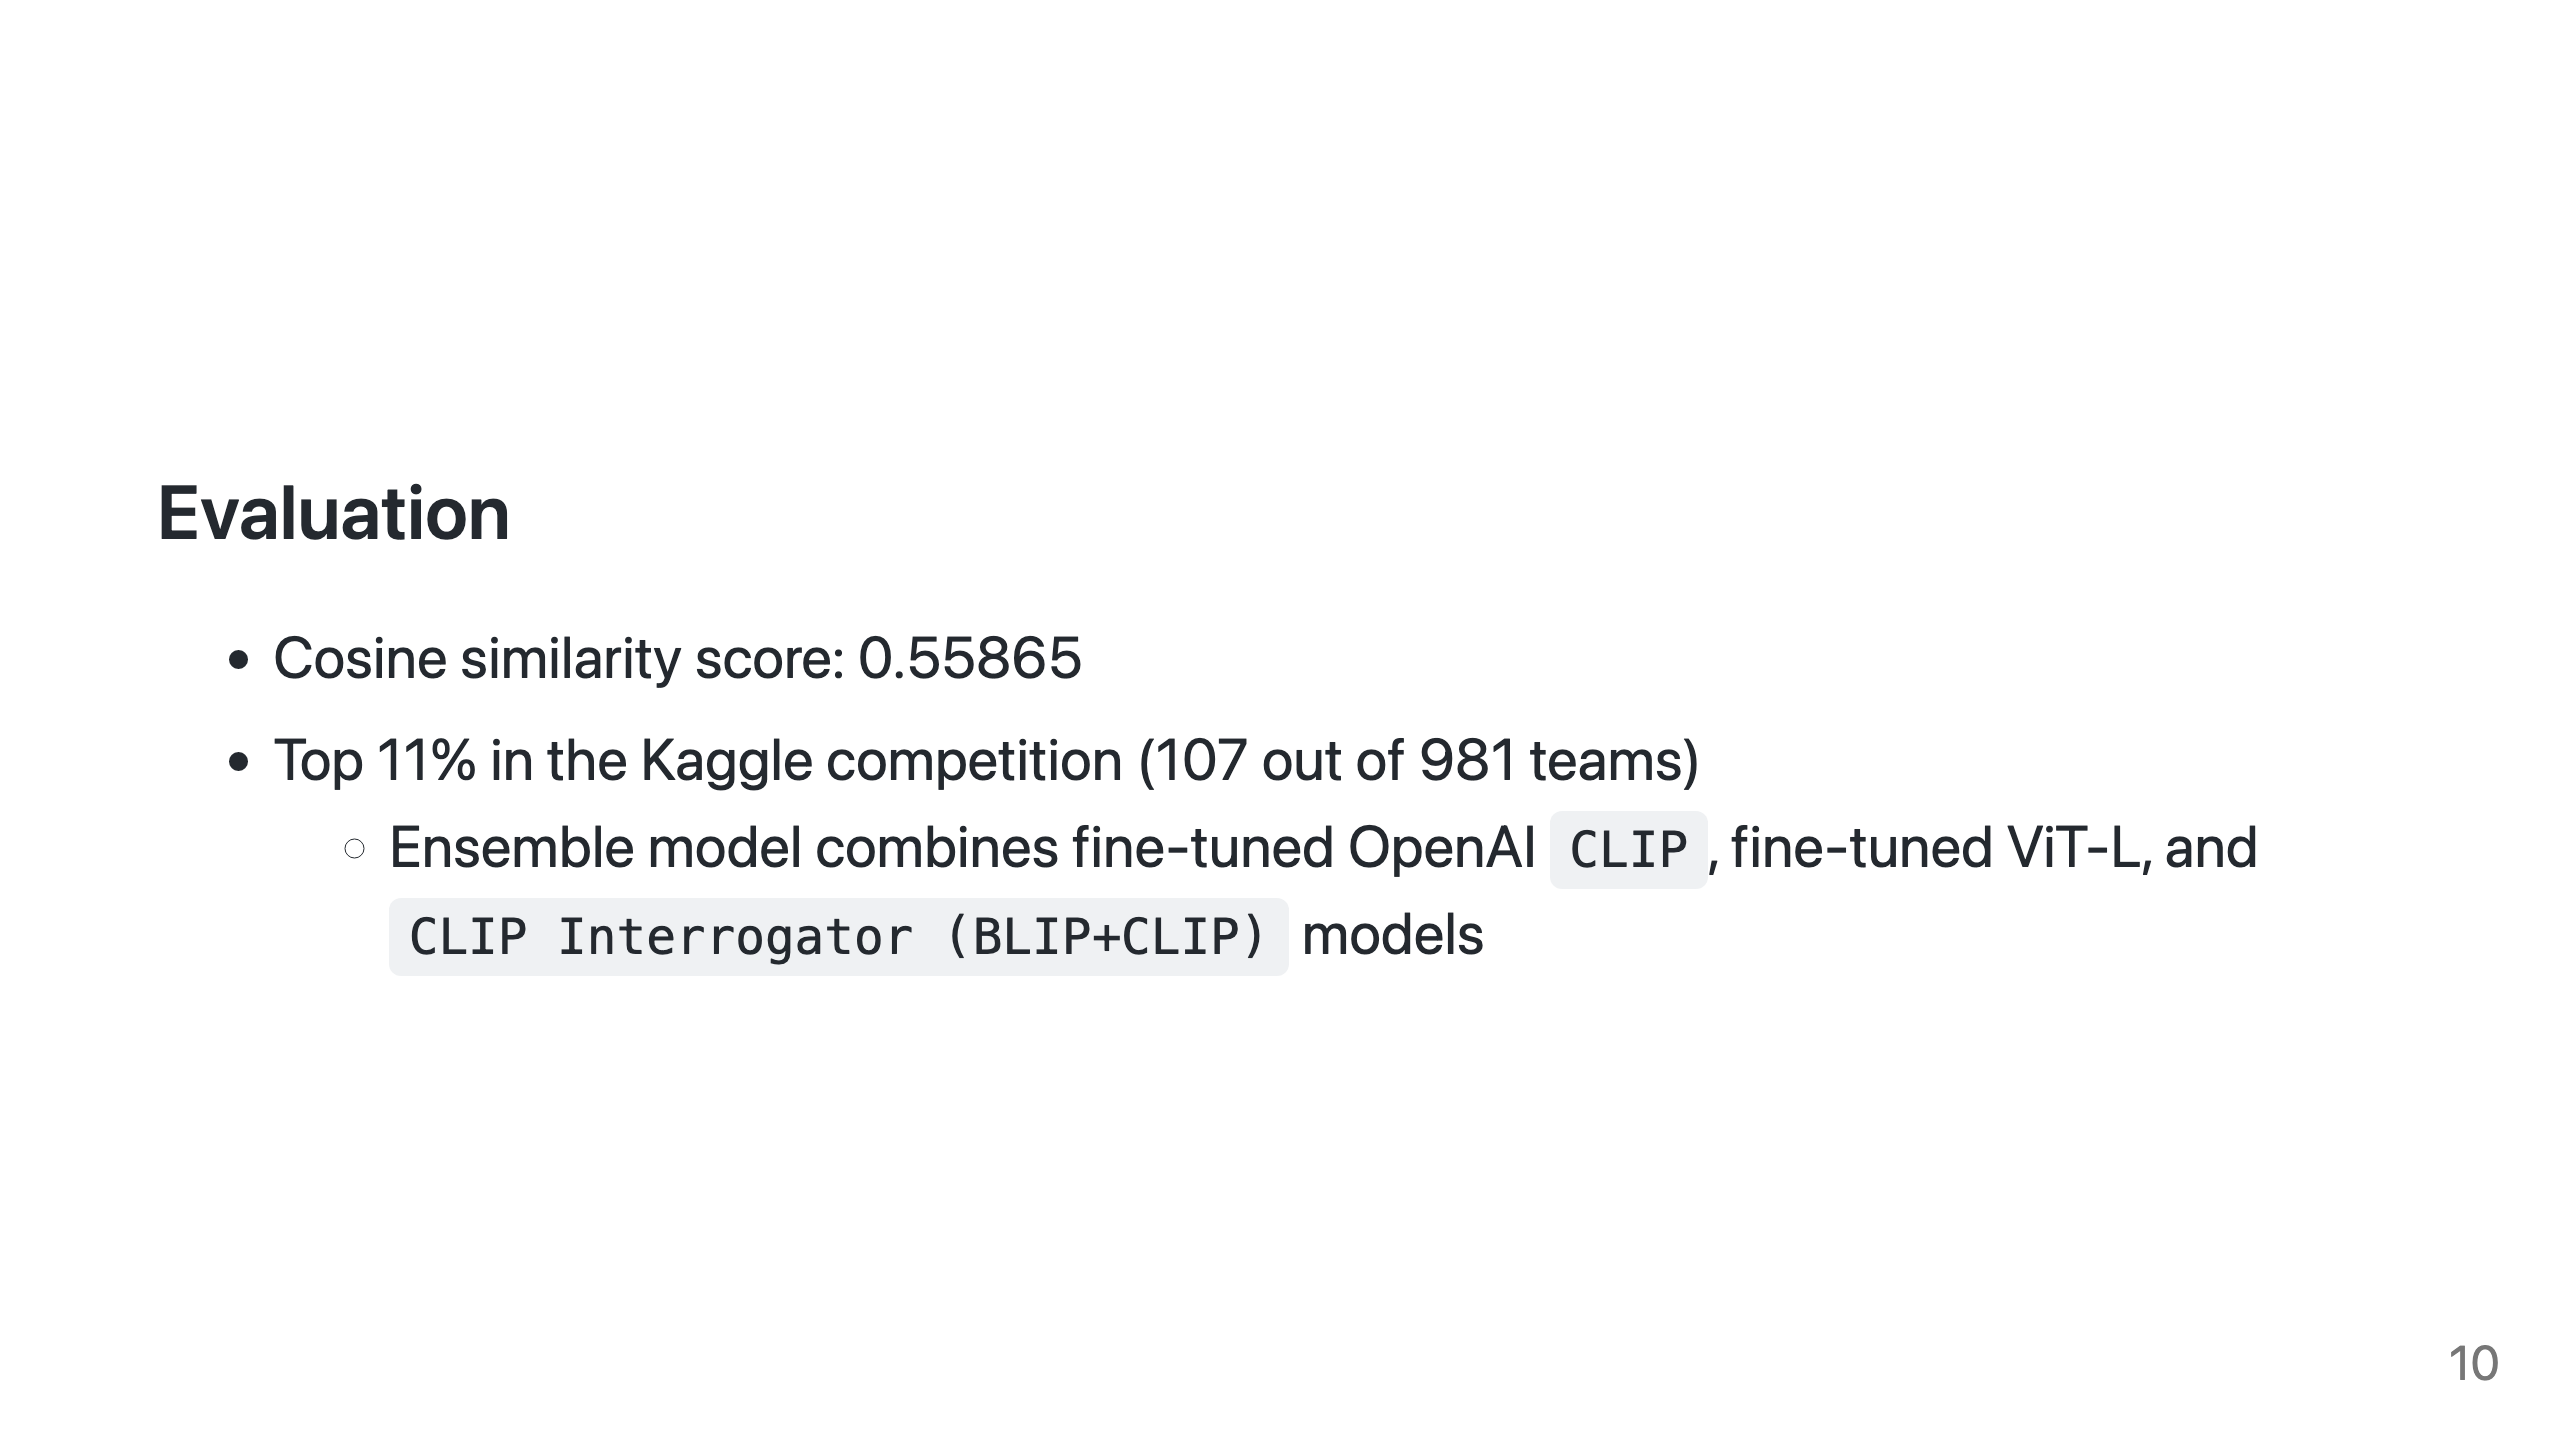 Evaluation
• Cosine similarity score: 0.55865
• Top 11% in the Kaggle competition (107 out of 981 teams)
○ Ensemble model combines fine-tuned OpenAI CLIP, fine-tuned ViT-L, and
CLIP Interrogator (BLIP+CLIP) models
10